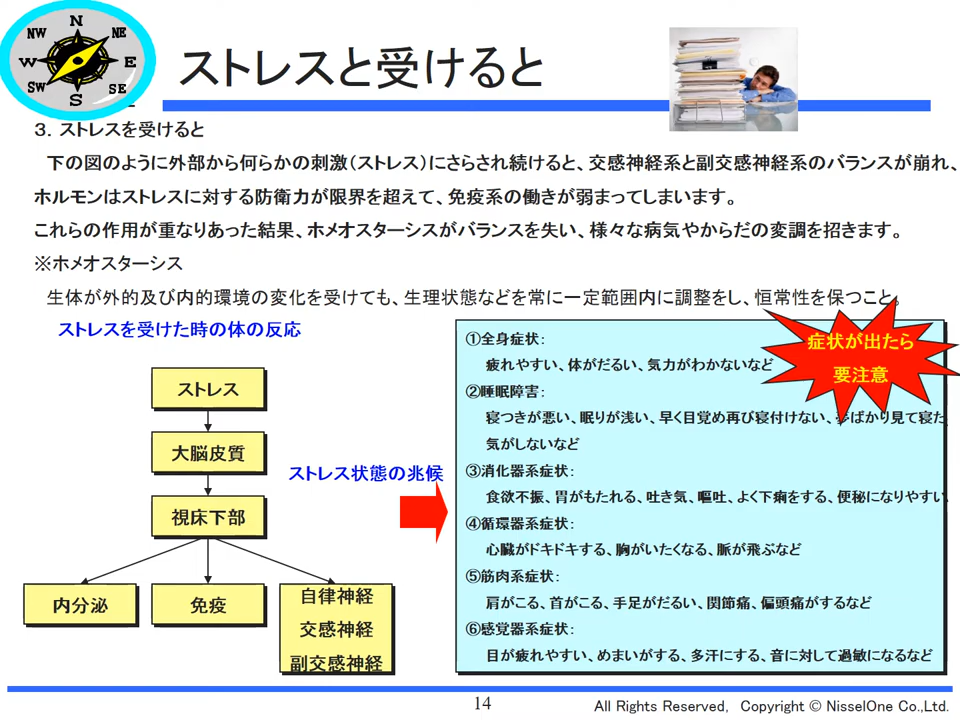 N
NW NE
W E
SW SE
S
ストレスと受けると
３．ストレスを受けると
下の図のように外部から何らかの刺激（ストレス）にさらされ続けると、交感神経系と副交感神経系のバランスが崩れ、
ホルモンはストレスに対する防衛力が限界を超えて、免疫系の働きが弱まってしまいます。
これらの作用が重なりあった結果、ホメオスターシスがバランスを失い、様々な病気やからだの変調を招きます。
※ホメオスターシス
生体が外的及び内的環境の変化を受けても、生理状態などを常に一定範囲内に調整をし、恒常性を保つこと。
ストレスを受けた時の体の反応
ストレス
大脳皮質
視床下部
内分泌
免疫
自律神経
交感神経
副交感神経
ストレス状態の兆候
症状が出たら
要注意
①全身症状：
疲れやすい、体がだるい、気力がわかないなど
②睡眠障害：
寝つきが悪い、眠りが浅い、早く目覚め再び寝付けない、夢ばかり見て寝た
気がしないなど
③消化器系症状：
食欲不振、胃がもたれる、吐き気、嘔吐、よく下痢をする、便秘になりやすい
④循環器系症状：
心臓がドキドキする、胸がいたくなる、脈が飛ぶなど
⑤筋肉系症状：
肩がこる、首がこる、手足がだるい、関節痛、偏頭痛がするなど
⑥感覚器系症状：
目が疲れやすい、めまいがする、多汗にする、音に対して過敏になるなど
14
All Rights Reserved, Copyright © NisselOne Co.,Ltd.